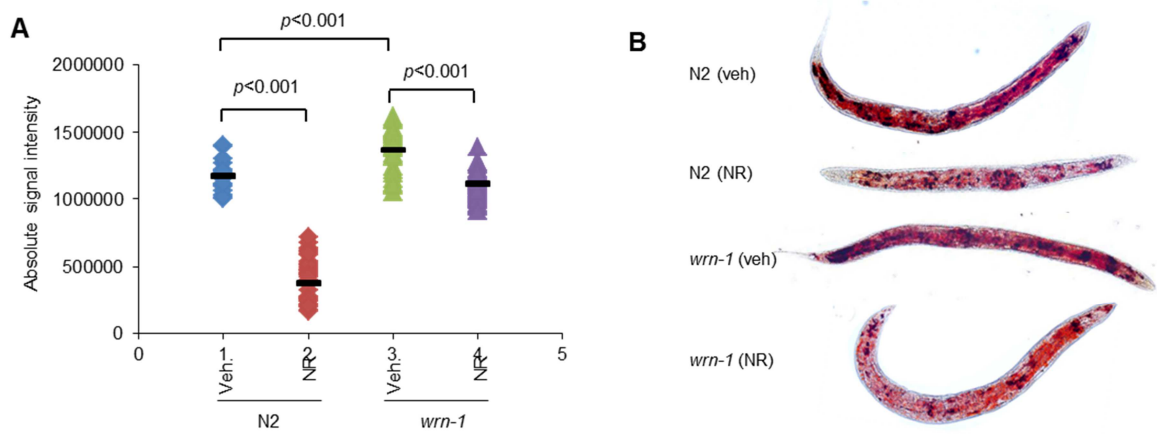 A
p<0.001
p<0.001
p<0.001
Absolute signal intensity
2000000
1500000
1000000
500000
0
0
1
2
3
4
5
Veh.
NR
Veh.
NR
N2
wrn-1
B
N2 (veh)
N2 (NR)
wrn-1 (veh)
wrn-1 (NR)